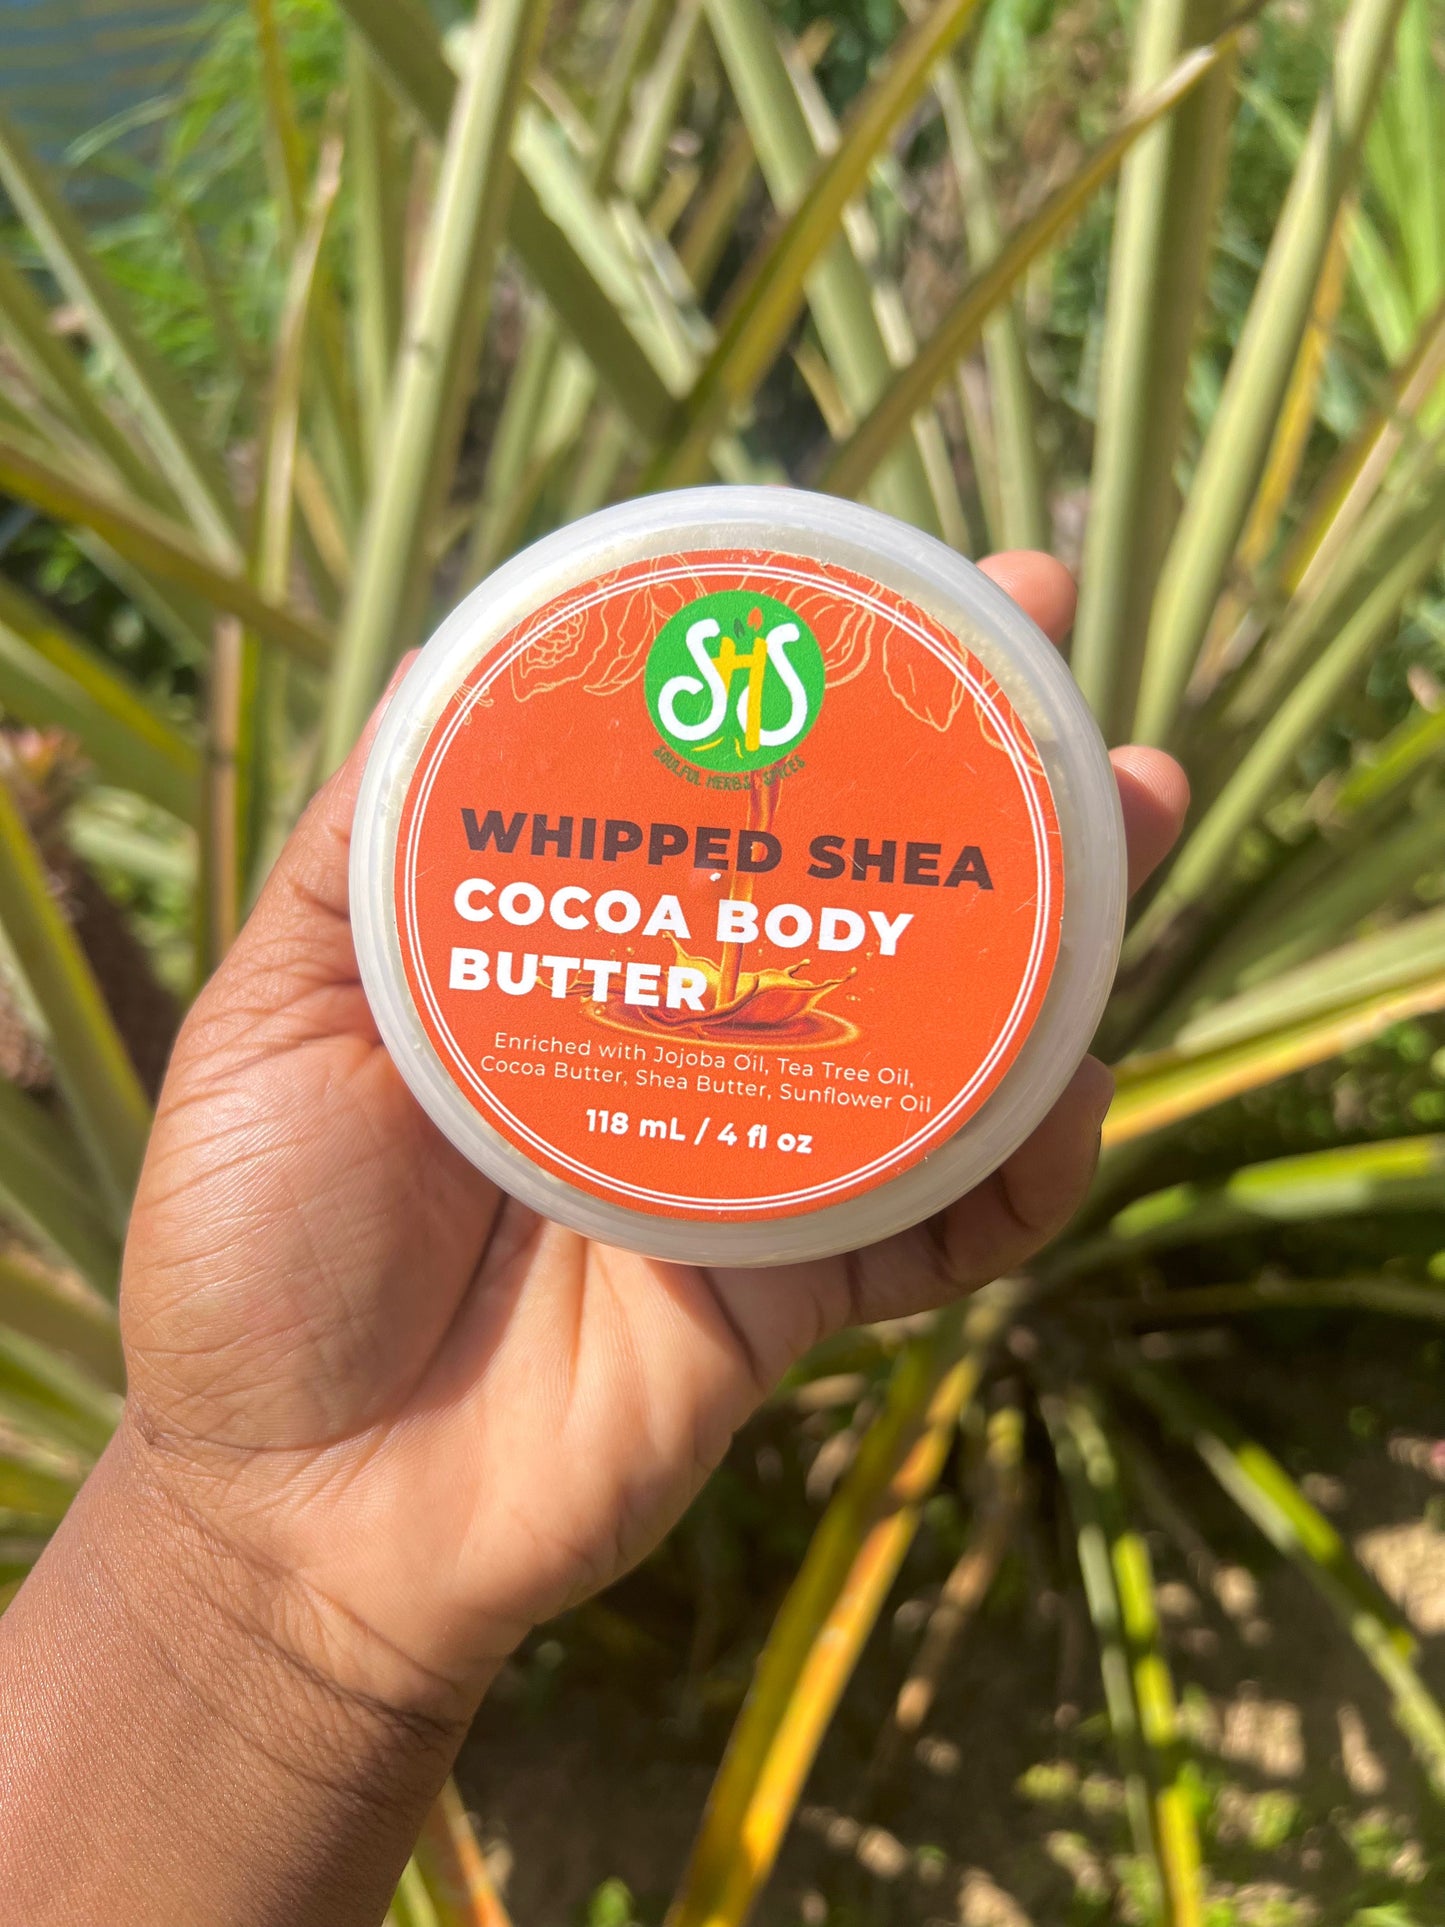 SHS
SOULFUL HERBS SPICES
WHIPPED SHEA
COCOA BODY
BUTTER
Enriched with Jojoba Oil, Tea Tree Oil,
Cocoa Butter, Shea Butter, Sunflower Oil
118 mL / 4 fl oz